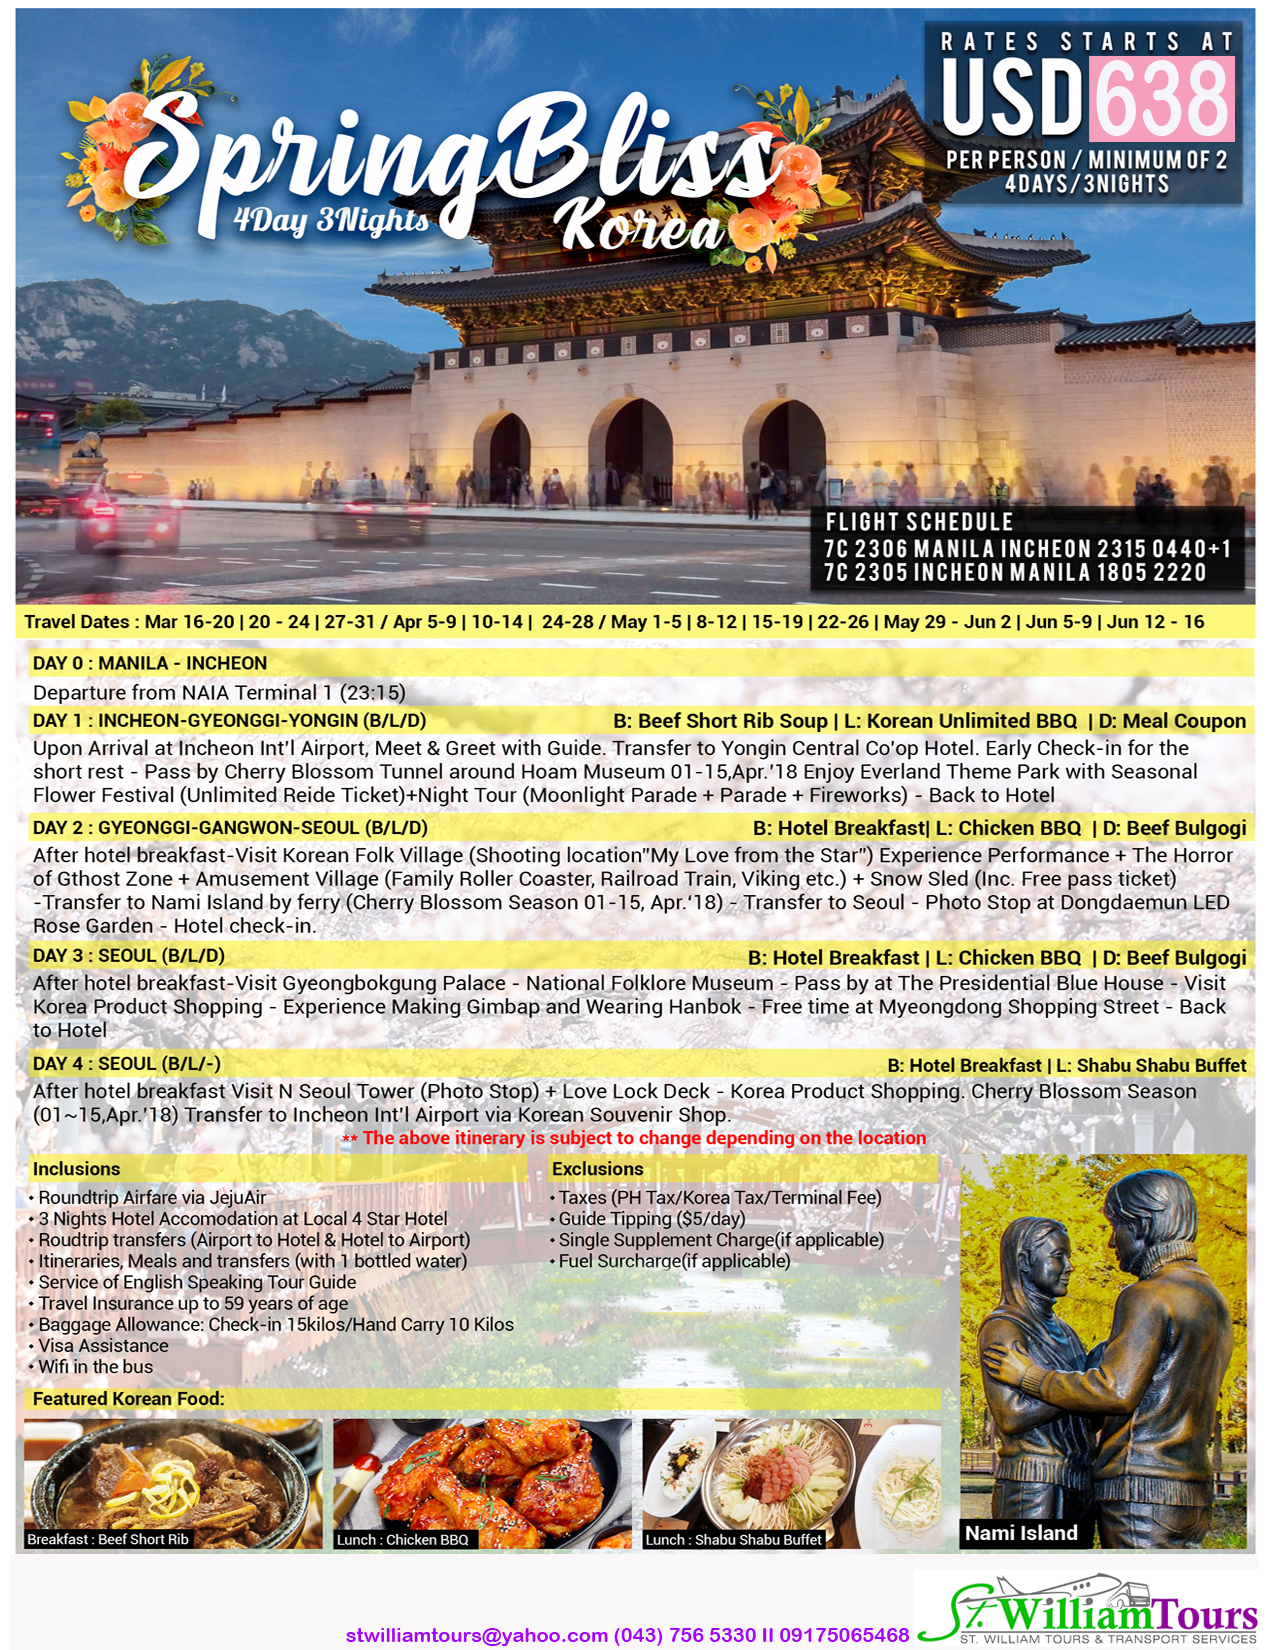 RATES STARTS AT
USD 638
PER PERSON / MINIMUM OF 2
4DAYS/3NIGHTS
SpringBliss
4Day 3Nights
Korea
FLIGHT SCHEDULE
7C 2306 MANILA INCHEON 2315 0440+1
7C 2305 INCHEON MANILA 1805 2220
Travel Dates : Mar 16-20 | 20 - 24 | 27-31 / Apr 5-9 | 10-14 | 24-28 / May 1-5 | 8-12 | 15-19 | 22-26 | May 29 - Jun 2 | Jun 5-9 | Jun 12 - 16
DAY 0 : MANILA - INCHEON
Departure from NAIA Terminal 1 (23:15)
DAY 1 : INCHEON-GYEONGGI-YONGIN (B/L/D) B: Beef Short Rib Soup | L: Korean Unlimited BBQ | D: Meal Coupon
Upon Arrival at Incheon Int'l Airport, Meet & Greet with Guide. Transfer to Yongin Central Co'op Hotel. Early Check-in for the
short rest - Pass by Cherry Blossom Tunnel around Hoam Museum 01-15,Apr.'18 Enjoy Everland Theme Park with Seasonal
Flower Festival (Unlimited Reide Ticket)+Night Tour (Moonlight Parade + Parade + Fireworks) - Back to Hotel
DAY 2 : GYEONGGI-GANGWON-SEOUL (B/L/D) B: Hotel Breakfast| L: Chicken BBQ | D: Beef Bulgogi
After hotel breakfast-Visit Korean Folk Village (Shooting location"My Love from the Star") Experience Performance + The Horror
of Gthost Zone + Amusement Village (Family Roller Coaster, Railroad Train, Viking etc.) + Snow Sled (Inc. Free pass ticket)
-Transfer to Nami Island by ferry (Cherry Blossom Season 01-15, Apr.'18) - Transfer to Seoul - Photo Stop at Dongdaemun LED
Rose Garden - Hotel check-in.
DAY 3 : SEOUL (B/L/D) B: Hotel Breakfast | L: Chicken BBQ | D: Beef Bulgogi
After hotel breakfast-Visit Gyeongbokgung Palace - National Folklore Museum - Pass by at The Presidential Blue House - Visit
Korea Product Shopping - Experience Making Gimbap and Wearing Hanbok - Free time at Myeongdong Shopping Street - Back
to Hotel
DAY 4 : SEOUL (B/L/-) B: Hotel Breakfast | L: Shabu Shabu Buffet
After hotel breakfast Visit N Seoul Tower (Photo Stop) + Love Lock Deck - Korea Product Shopping. Cherry Blossom Season
(01~15,Apr.'18) Transfer to Incheon Int'l Airport via Korean Souvenir Shop.
** The above itinerary is subject to change depending on the location
Inclusions
• Roundtrip Airfare via JejuAir
• 3 Nights Hotel Accomodation at Local 4 Star Hotel
• Roudtrip transfers (Airport to Hotel & Hotel to Airport)
• Itineraries, Meals and transfers (with 1 bottled water)
• Service of English Speaking Tour Guide
• Travel Insurance up to 59 years of age
• Baggage Allowance: Check-in 15kilos/Hand Carry 10 Kilos
• Visa Assistance
• Wifi in the bus
Exclusions
• Taxes (PH Tax/Korea Tax/Terminal Fee)
• Guide Tipping ($5/day)
• Single Supplement Charge(if applicable)
• Fuel Surcharge(if applicable)
Featured Korean Food:
Breakfast : Beef Short Rib
Lunch : Chicken BBQ
Lunch : Shabu Shabu Buffet
Nami Island
stwilliamtours@yahoo.com (043) 756 5330 II 09175065468
St. William Tours
ST. WILLIAM TOURS & TRANSPORT SERVICES